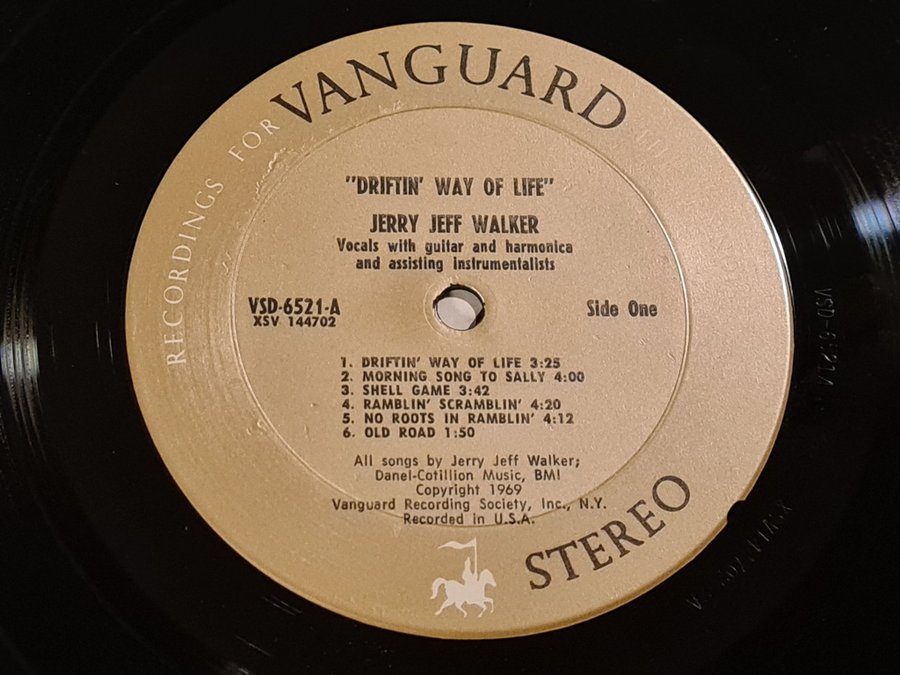 RECORDINGS FOR
VANGUARD
"DRIFTIN' WAY OF LIFE"
JERRY JEFF WALKER
Vocals with guitar and harmonica
and assisting instrumentalists
VSD-6521-A
XSV 144702
Side One
1. DRIFTIN' WAY OF LIFE 3:25
2. MORNING SONG TO SALLY 4:00
3. SHELL GAME 3:42
4. RAMBLIN' SCRAMBLIN' 4:20
5. NO ROOTS IN RAMBLIN' 4:12
6. OLD ROAD 1:50
All songs by Jerry Jeff Walker;
Danel-Cotillion Music, BMI
Copyright 1969
Vanguard Recording Society, Inc., N.Y.
Recorded in U.S.A.
STEREO